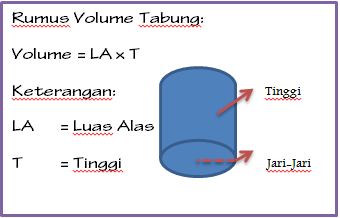 Rumus Volume Tabung:
Volume = LA x T
Keterangan:
LA = Luas Alas
T = Tinggi
Tinggi
Jari-Jari